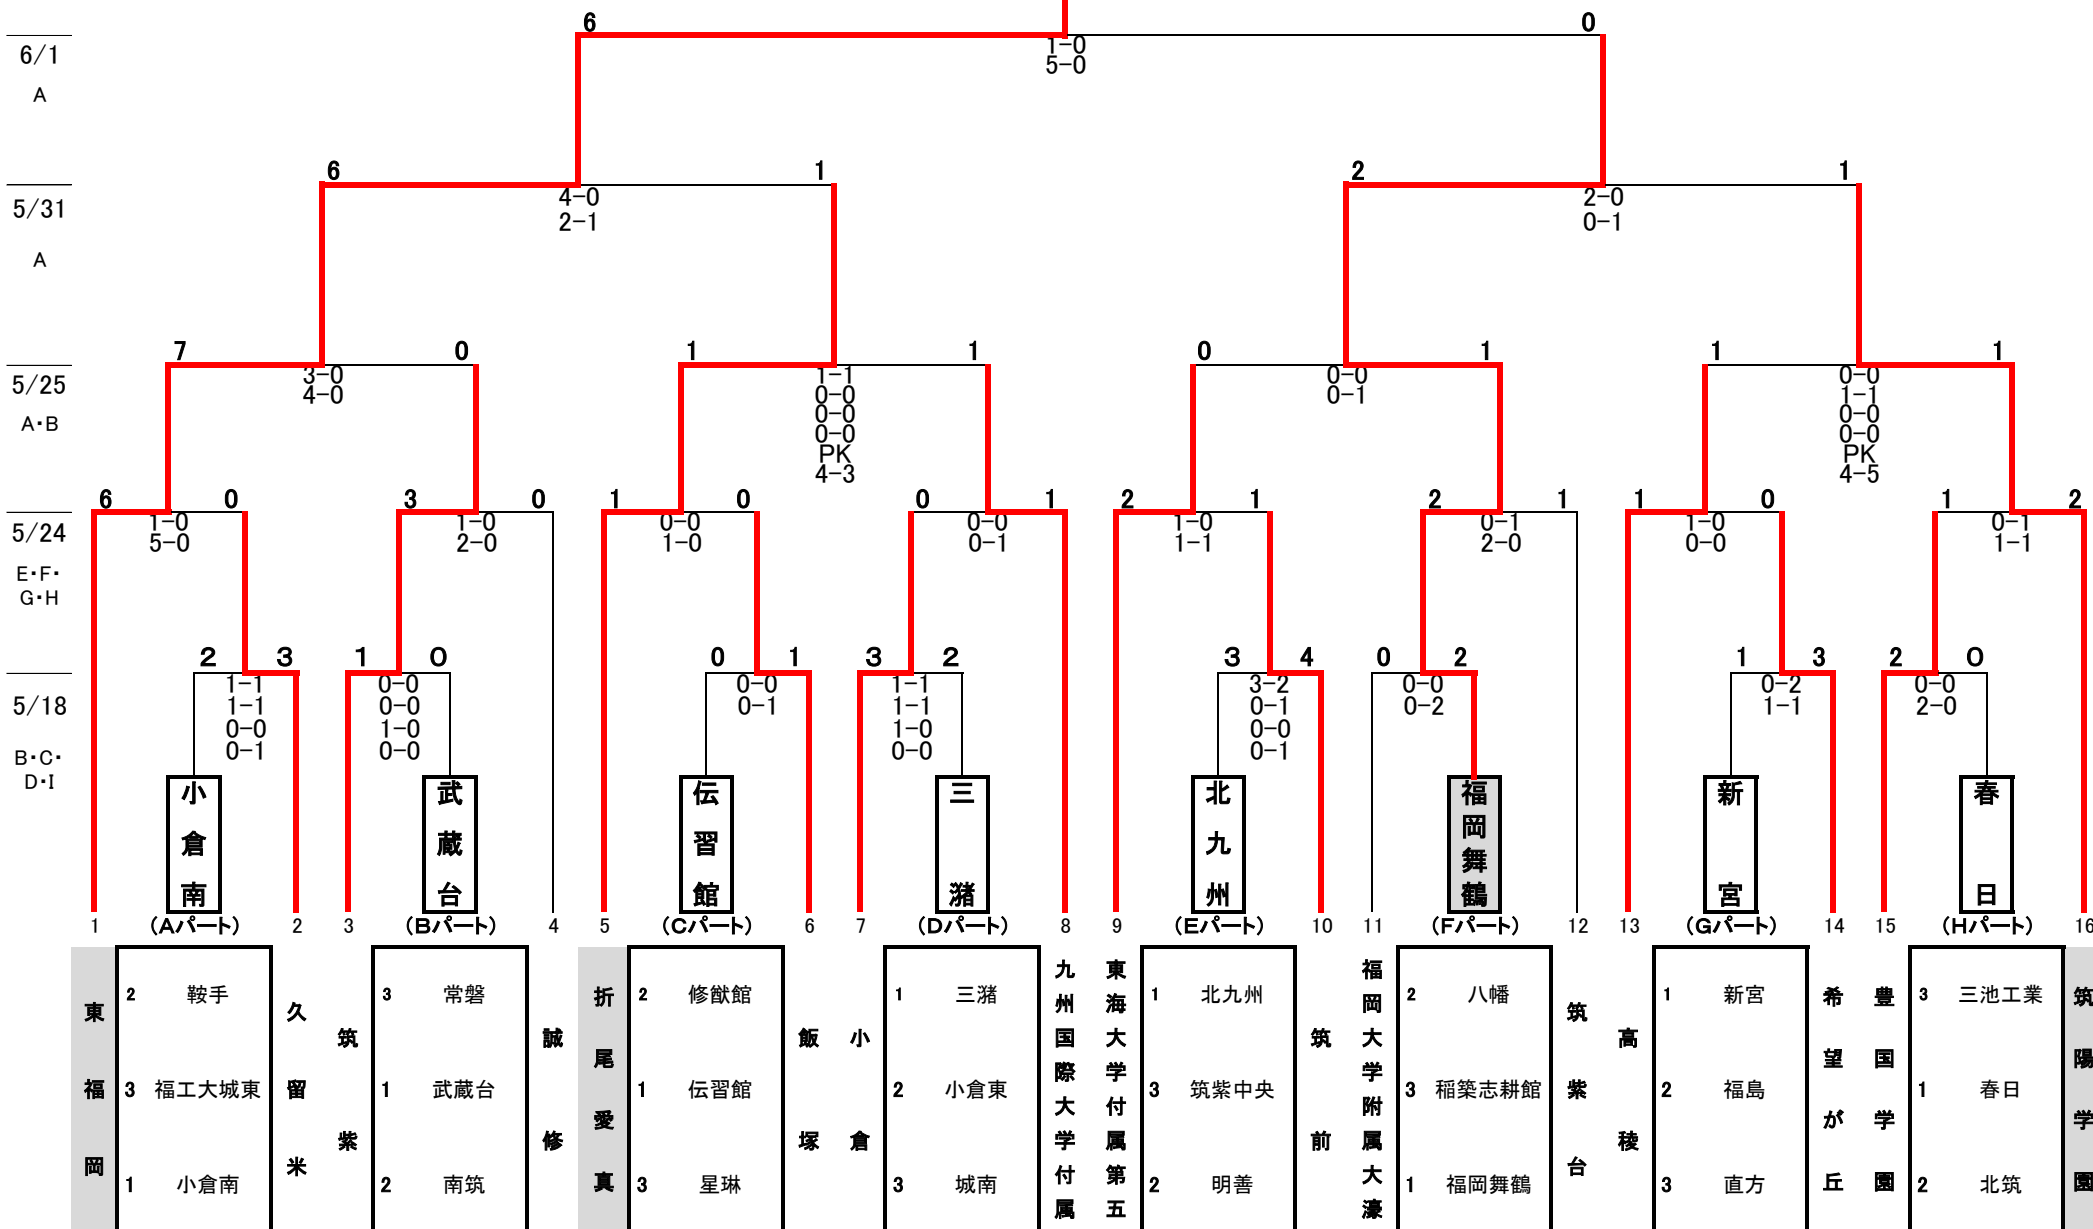 6 0
6/1 1-0
A 5-0
6 1 2 1
5/31 4-0 2-0
2-1 0-1
A
7 0 1 1 0 1 1 1
5/25 3-0 1-1 0-0 0-0
4-0 0-0 0-1 1-1
A・B 0-0 0-0
0-0 0-0
PK PK
4-3 4-5
6 0 3 0 1 0 0 1 2 1 2 1 1 0 1 2
5/24 1-0 1-0 0-0 0-0 1-0 0-1 1-0 0-1
5-0 2-0 1-0 0-1 1-1 2-0 0-0 1-1
E・F・
G・H
2 3 1 0 0 1 3 2 3 4 0 2 1 3 2 0
5/18 1-1 0-0 0-0 1-1 3-2 0-0 0-2 0-0
1-1 0-0 0-1 1-1 0-1 0-2 1-1 2-0
0-0 1-0 1-0 0-0
B・C・ 0-1 0-0 0-0 0-1
D・I
小倉南 武蔵台 伝習館 三潴 北九州 福岡舞鶴 新宮 春日
1 (Aパート) 2 3 (Bパート) 4 5 (Cパート) 6 7 (Dパート) 8 9 (Eパート) 10 11 (Fパート) 12 13 (Gパート) 14 15 (Hパート) 16
東福岡
2 鞍手
3 福工大城東
1 小倉南
久留米
筑紫
3 常磐
1 武蔵台
2 南筑
誠修
折尾愛真
2 修猷館
1 伝習館
3 星琳
飯塚
小倉
1 三潴
2 小倉東
3 城南
九州国際大学付属
東海大学付属第五
1 北九州
3 筑紫中央
2 明善
筑前
福岡大学附属大濠
2 八幡
3 稲築志耕館
1 福岡舞鶴
筑紫台
高稜
1 新宮
2 福島
3 直方
希望が丘
豊国学園
3 三池工業
1 春日
2 北筑
筑陽学園